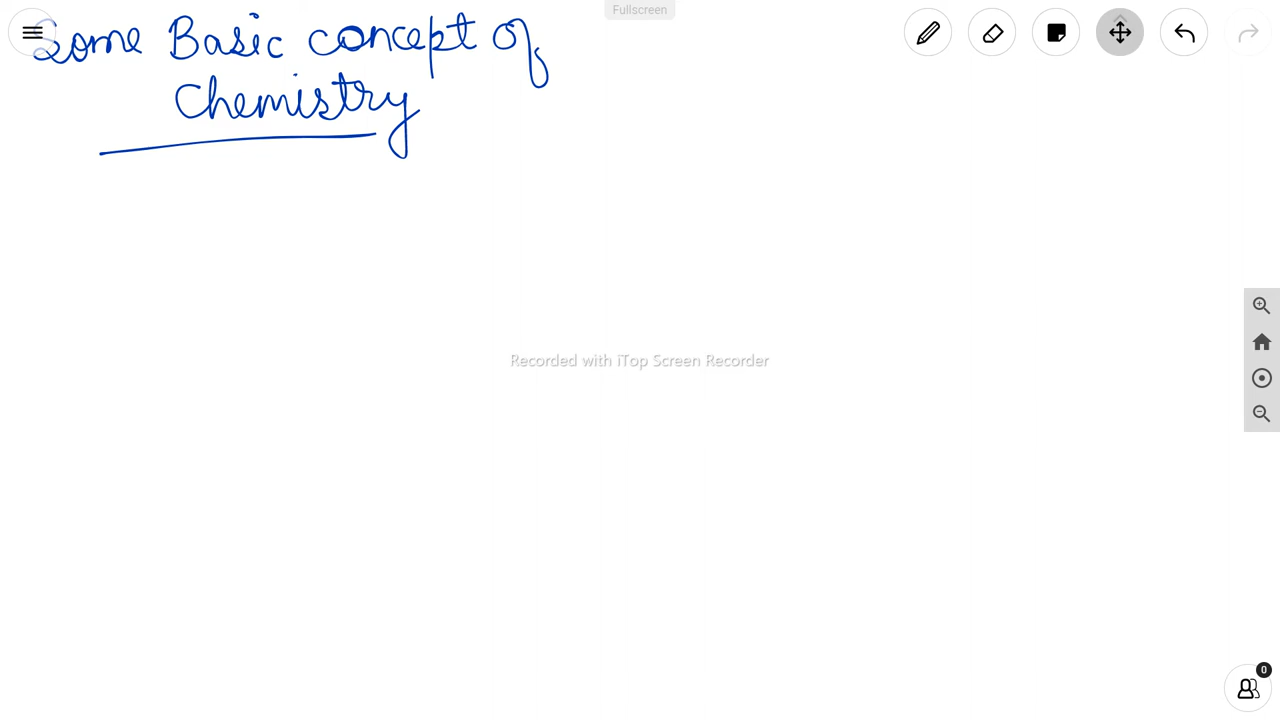 Fullscreen
Some Basic concept of
Chemistry
Recorded with iTop Screen Recorder
0